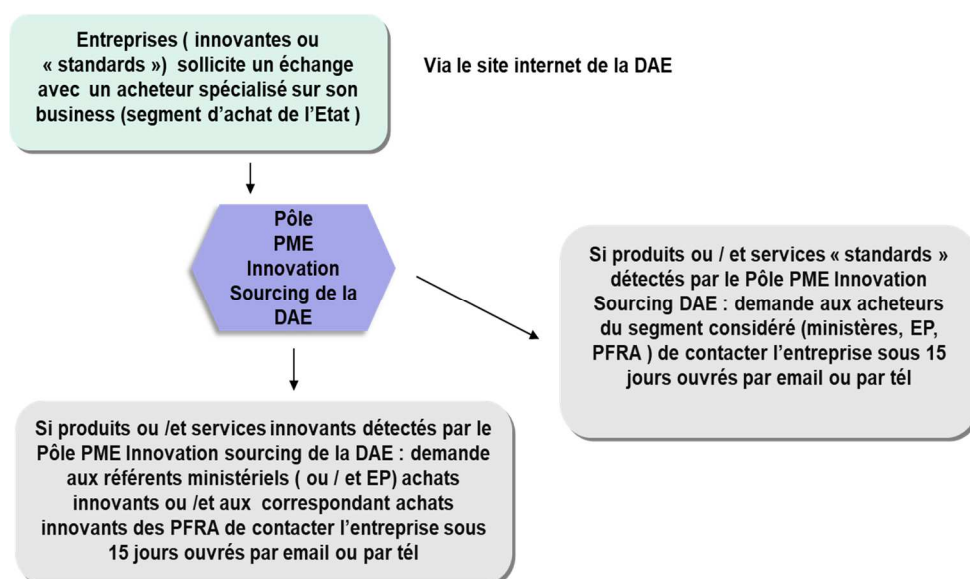 Entreprises ( innovantes ou
« standards »)  sollicite un échange
avec  un acheteur spécialisé sur son
business (segment d'achat de l'Etat )
Via le site internet de la DAE
Pôle
PME
Innovation
Sourcing de la
DAE
Si produits ou / et services « standards »
détectés par le Pôle PME Innovation
Sourcing DAE : demande aux acheteurs
du segment considéré (ministères, EP,
PFRA ) de contacter l'entreprise sous 15
jours ouvrés par email ou par tél
Si produits ou /et services innovants détectés par le
Pôle PME Innovation sourcing de la DAE : demande
aux référents ministériels ( ou / et EP) achats
innovants ou /et aux  correspondant achats
innovants des PFRA de contacter l'entreprise sous
15 jours ouvrés par email ou par tél